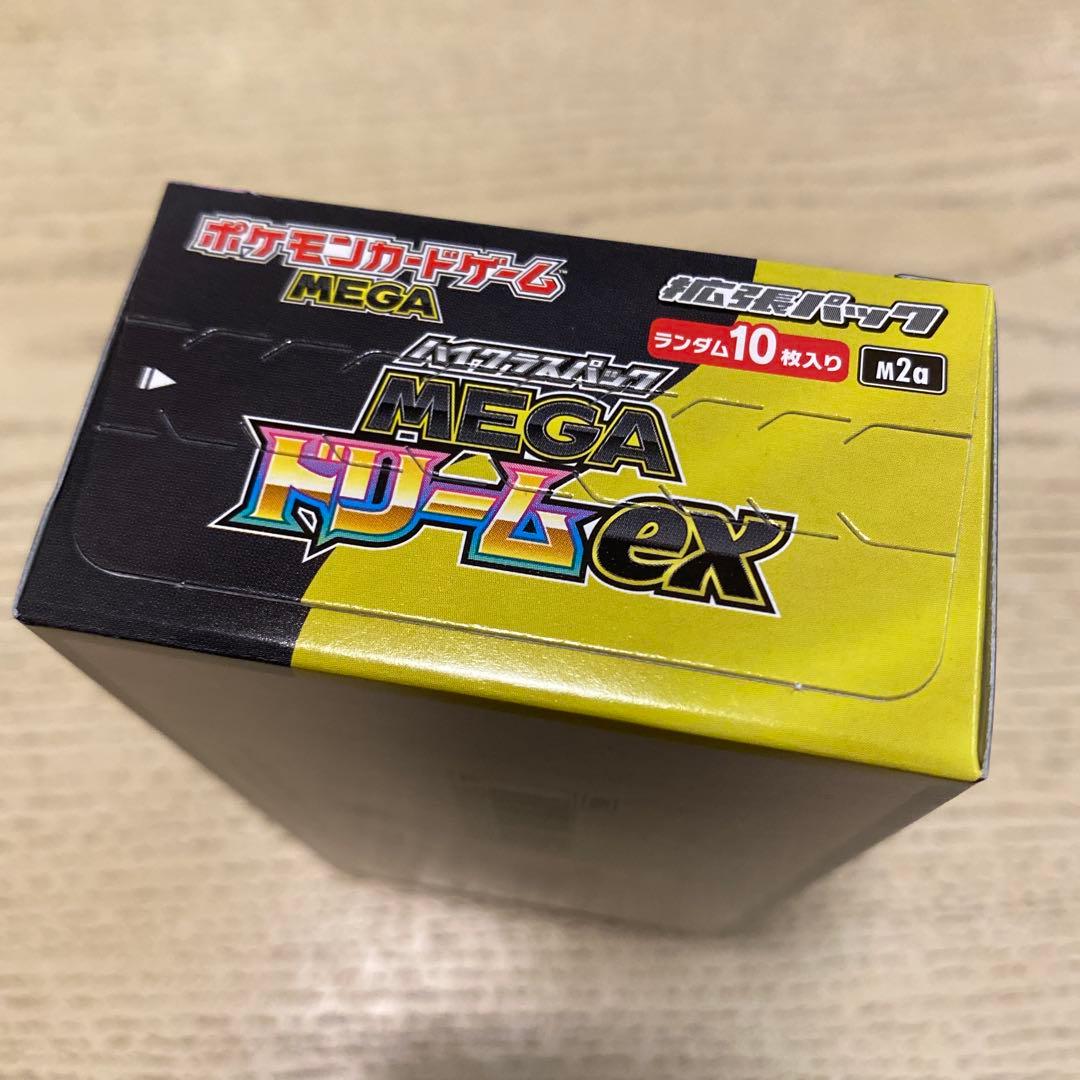 ポケモンカードゲーム™
MEGA
拡張パック
ランダム10枚入り
M2a
ハイクラスパック
MEGA
ドリームex